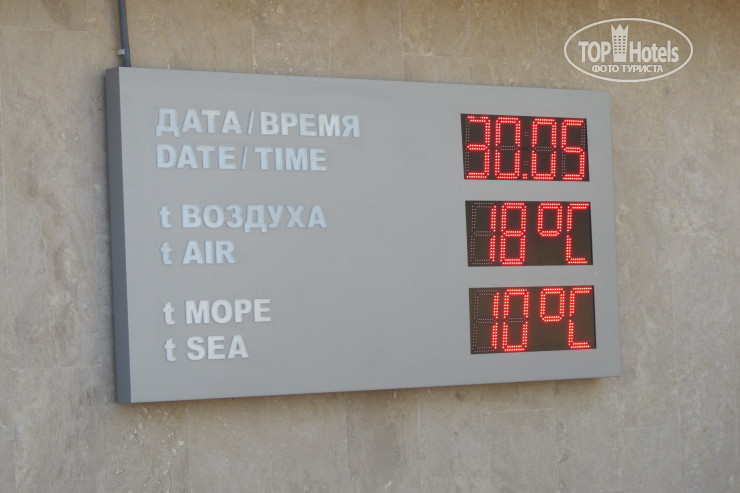 TOP Hotels
ФОТО ТУРИСТА
ДАТА/ВРЕМЯ 30.05
DATE/TIME
t ВОЗДУХА 18°C
t AIR
t МОРЕ 10°C
t SEA